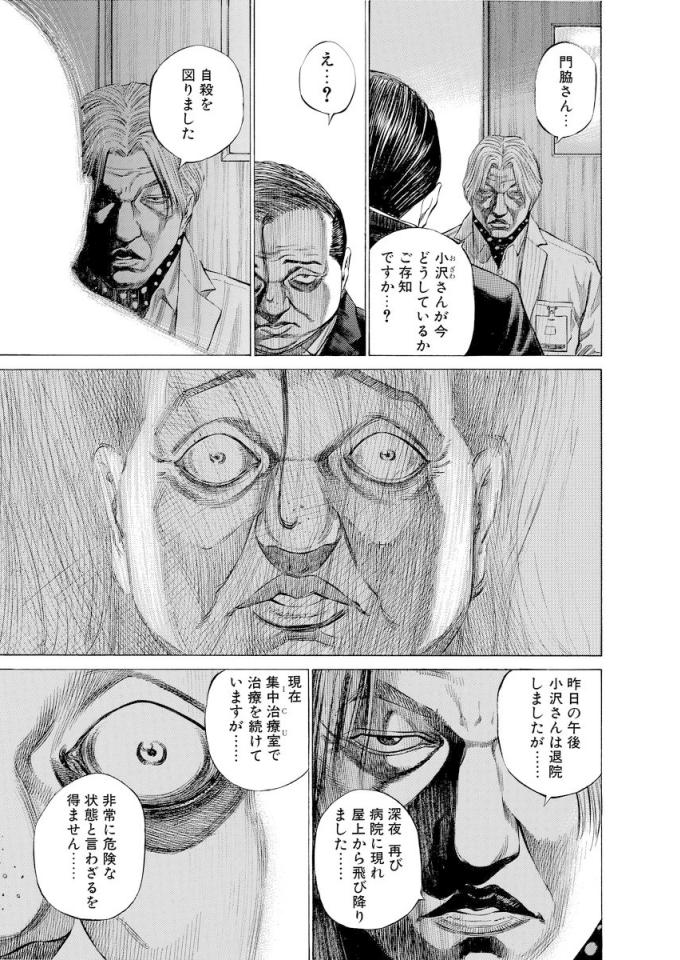 門脇さん…
小沢さんが今
おざわ
どうしているか
ご存知
ですか…？
え…？
自殺を
図りました
昨日の午後
小沢さんは退院
しましたが……
深夜 再び
病院に現れ
屋上から飛び降り
ました……
現在
集中治療室で
ICU
治療を続けて
いますが……
非常に危険な
状態と言わざるを
得ません……